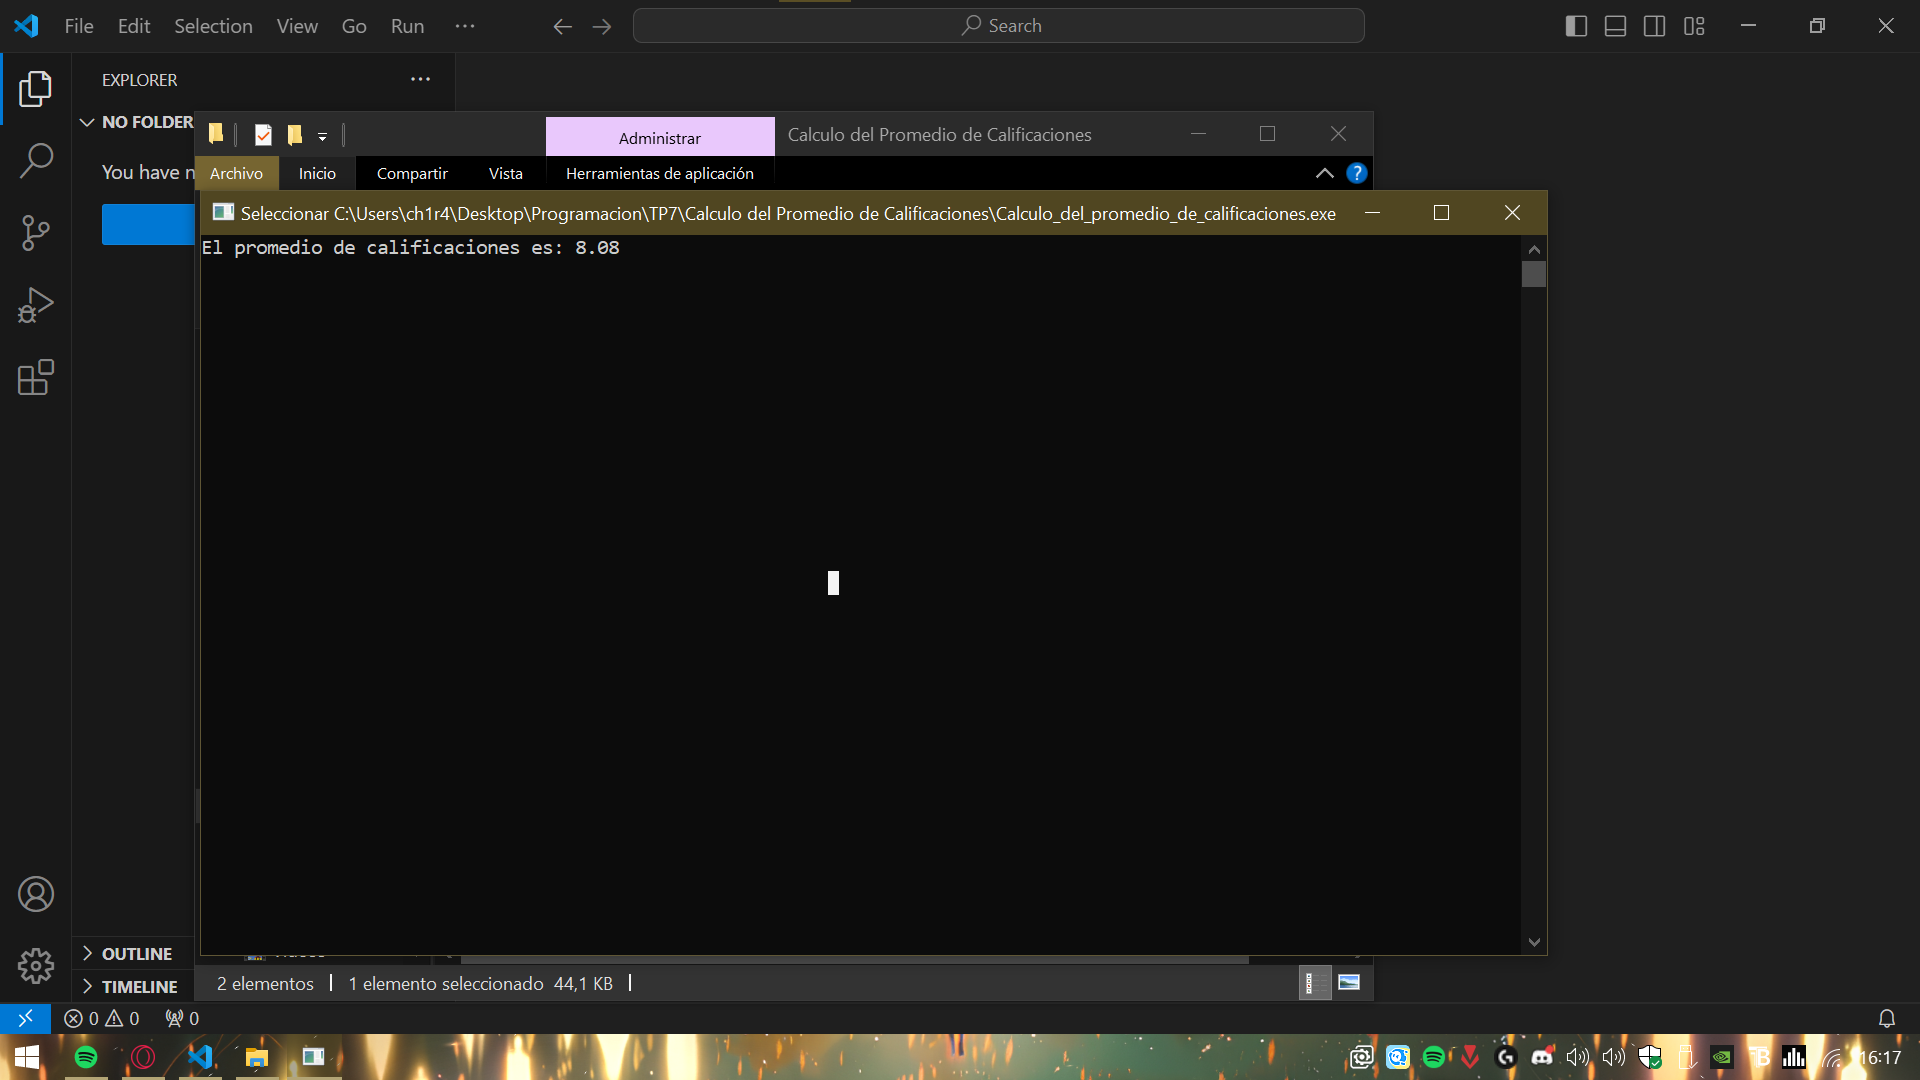 File Edit Selection View Go Run ···
Search
EXPLORER ···
NO FOLDER
You have n
Administrar
Calculo del Promedio de Calificaciones
Archivo Inicio Compartir Vista Herramientas de aplicación
Seleccionar C:\Users\ch1r4\Desktop\Programacion\TP7\Calculo del Promedio de Calificaciones\Calculo_del_promedio_de_calificaciones.exe
El promedio de calificaciones es: 8.08
OUTLINE
TIMELINE
2 elementos 1 elemento seleccionado 44,1 KB
0 0 0
16:17